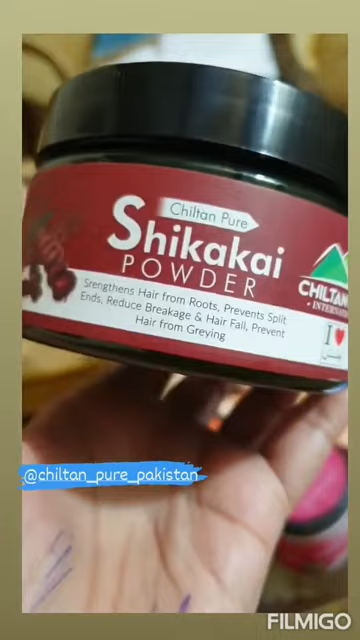 Chiltan Pure
Shikakai
POWDER
Srengthens Hair from Roots, Prevents Split
Ends, Reduce Breakage & Hair Fall, Prevent
Hair from Greying
CHILTAN
I
@chiltan_pure_pakistan
FILMIGO